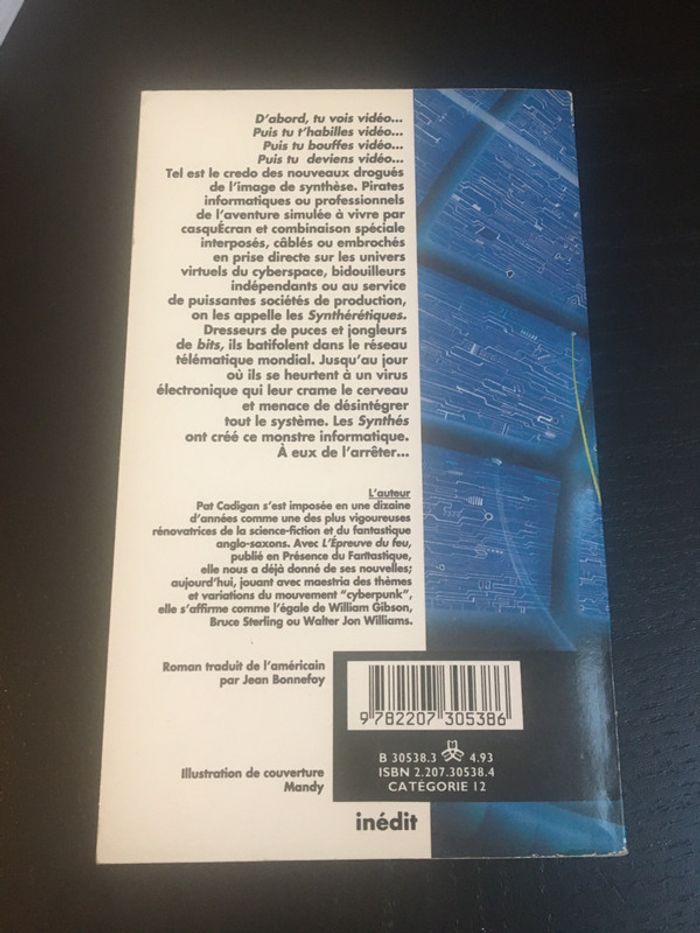 D'abord, tu vois vidéo...
Puis tu t'habilles vidéo...
Puis tu bouffes vidéo...
Puis tu deviens vidéo...
Tel est le credo des nouveaux drogués
de l'image de synthèse. Pirates
informatiques ou professionnels
de l'aventure simulée à vivre par
casquÉcran et combinaison spéciale
interposés, câblés ou embrochés
en prise directe sur les univers
virtuels du cyberspace, bidouilleurs
indépendants ou au service
de puissantes sociétés de production,
on les appelle les Synthérétiques.
Dresseurs de puces et jongleurs
de bits, ils batifolent dans le réseau
télématique mondial. Jusqu'au jour
où ils se heurtent à un virus
électronique qui leur crame le cerveau
et menace de désintégrer
tout le système. Les Synthés
ont créé ce monstre informatique.
À eux de l'arrêter...
L'auteur
Pat Cadigan s'est imposée en une dizaine
d'années comme une des plus vigoureuses
rénovatrices de la science-fiction et du fantastique
anglo-saxons. Avec L'Épreuve du feu,
publié en Présence du Fantastique,
elle nous a déjà donné de ses nouvelles;
aujourd'hui, jouant avec maestria des thèmes
et variations du mouvement "cyberpunk",
elle s'affirme comme l'égale de William Gibson,
Bruce Sterling ou Walter Jon Williams.
Roman traduit de l'américain
par Jean Bonnefoy
9 782207 305386
B 30538.3 4.93
ISBN 2.207.30538.4
CATÉGORIE 12
Illustration de couverture
Mandy
inédit